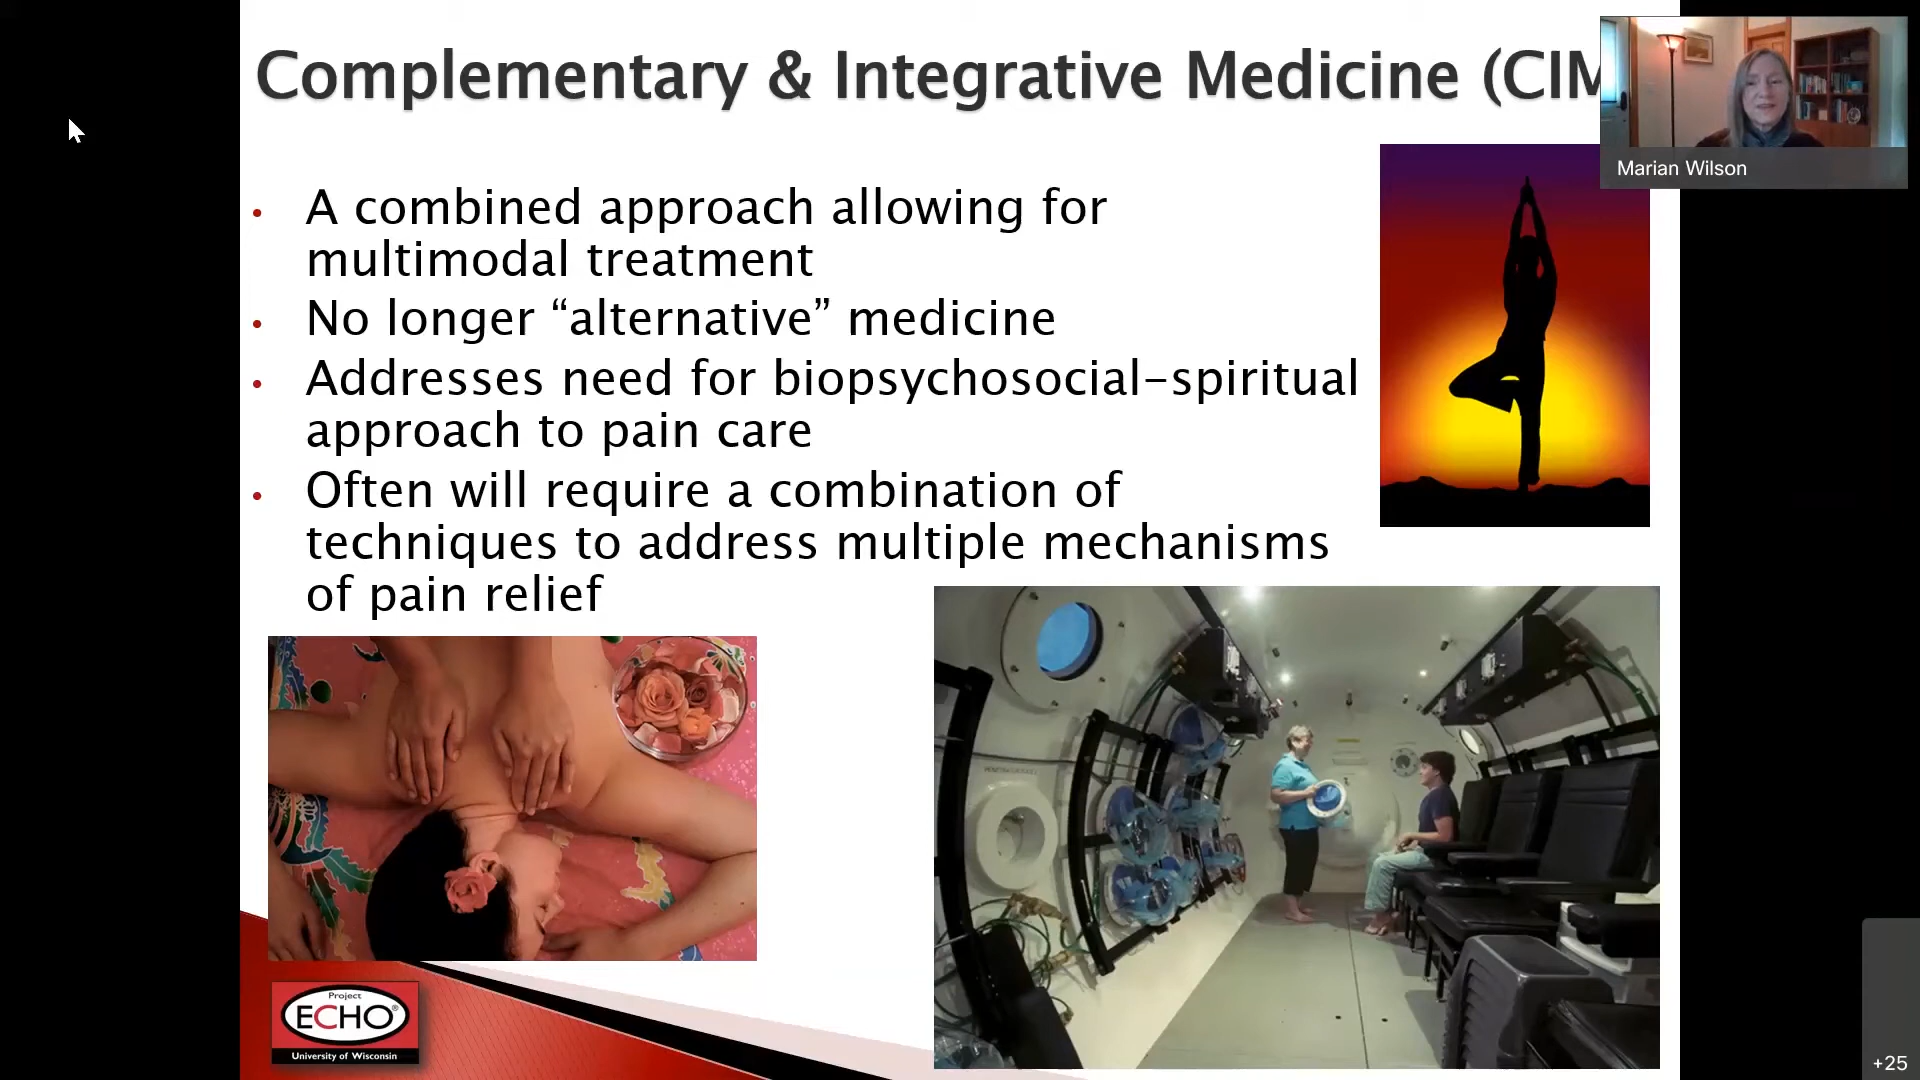 Complementary & Integrative Medicine (CIM
Marian Wilson
• A combined approach allowing for
multimodal treatment
• No longer “alternative” medicine
• Addresses need for biopsychosocial-spiritual
approach to pain care
• Often will require a combination of
techniques to address multiple mechanisms
of pain relief
Project
ECHO®
University of Wisconsin
+25